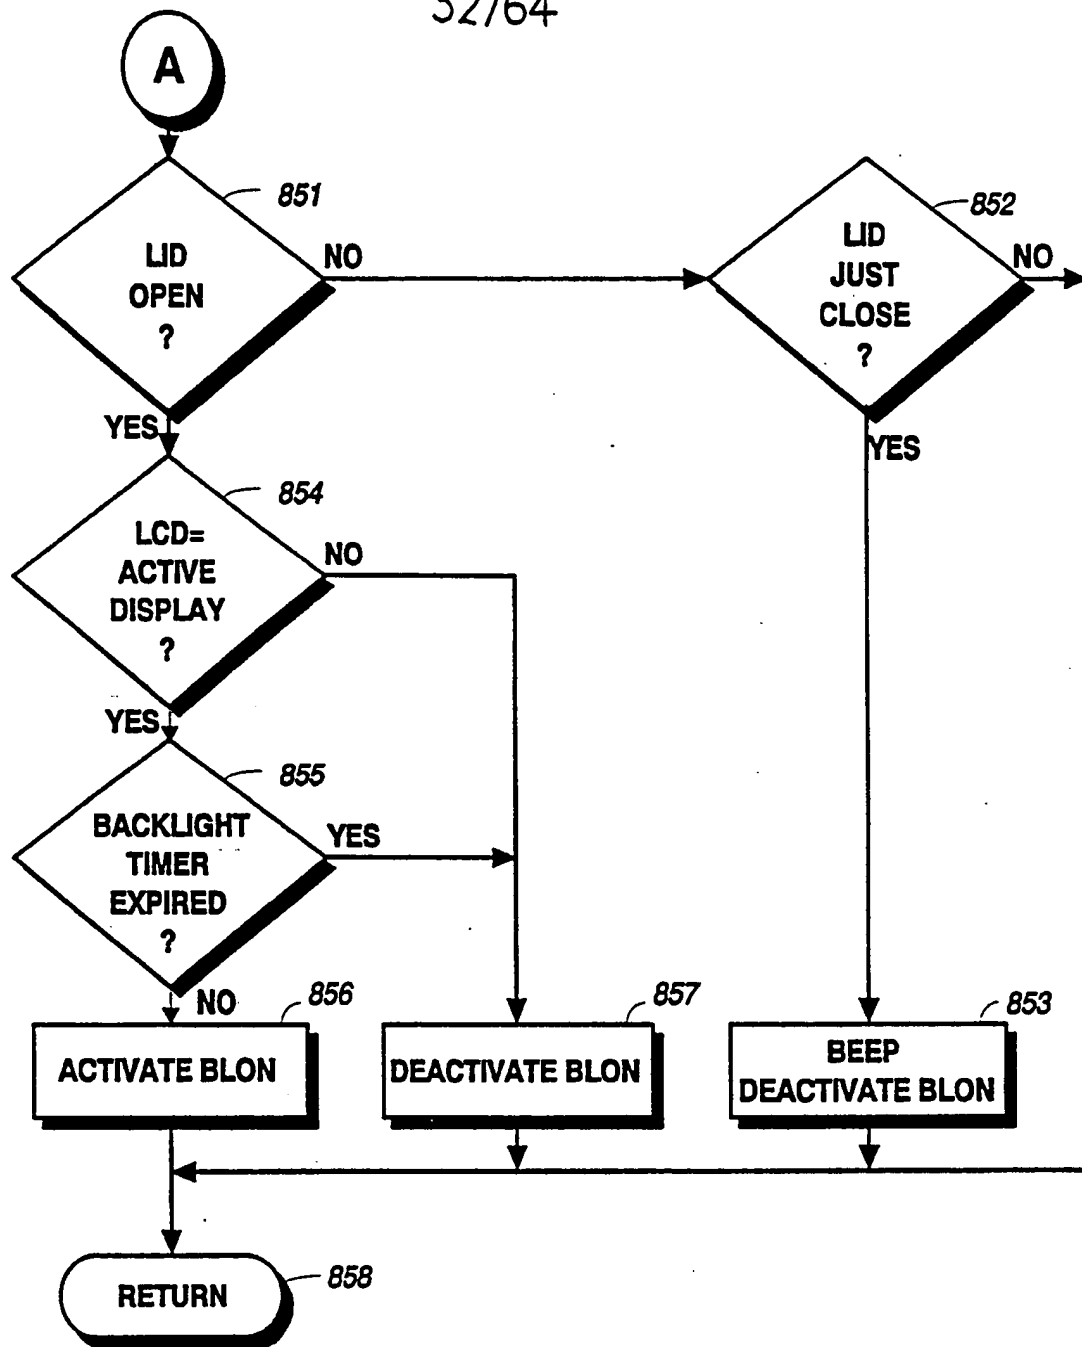 32/64
A
851
LID
OPEN
?
NO
852
LID
JUST
CLOSE
?
NO
YES
YES
854
LCD=
ACTIVE
DISPLAY
?
NO
YES
855
BACKLIGHT
TIMER
EXPIRED
?
YES
NO
856
ACTIVATE BLON
857
DEACTIVATE BLON
853
BEEP
DEACTIVATE BLON
RETURN
858